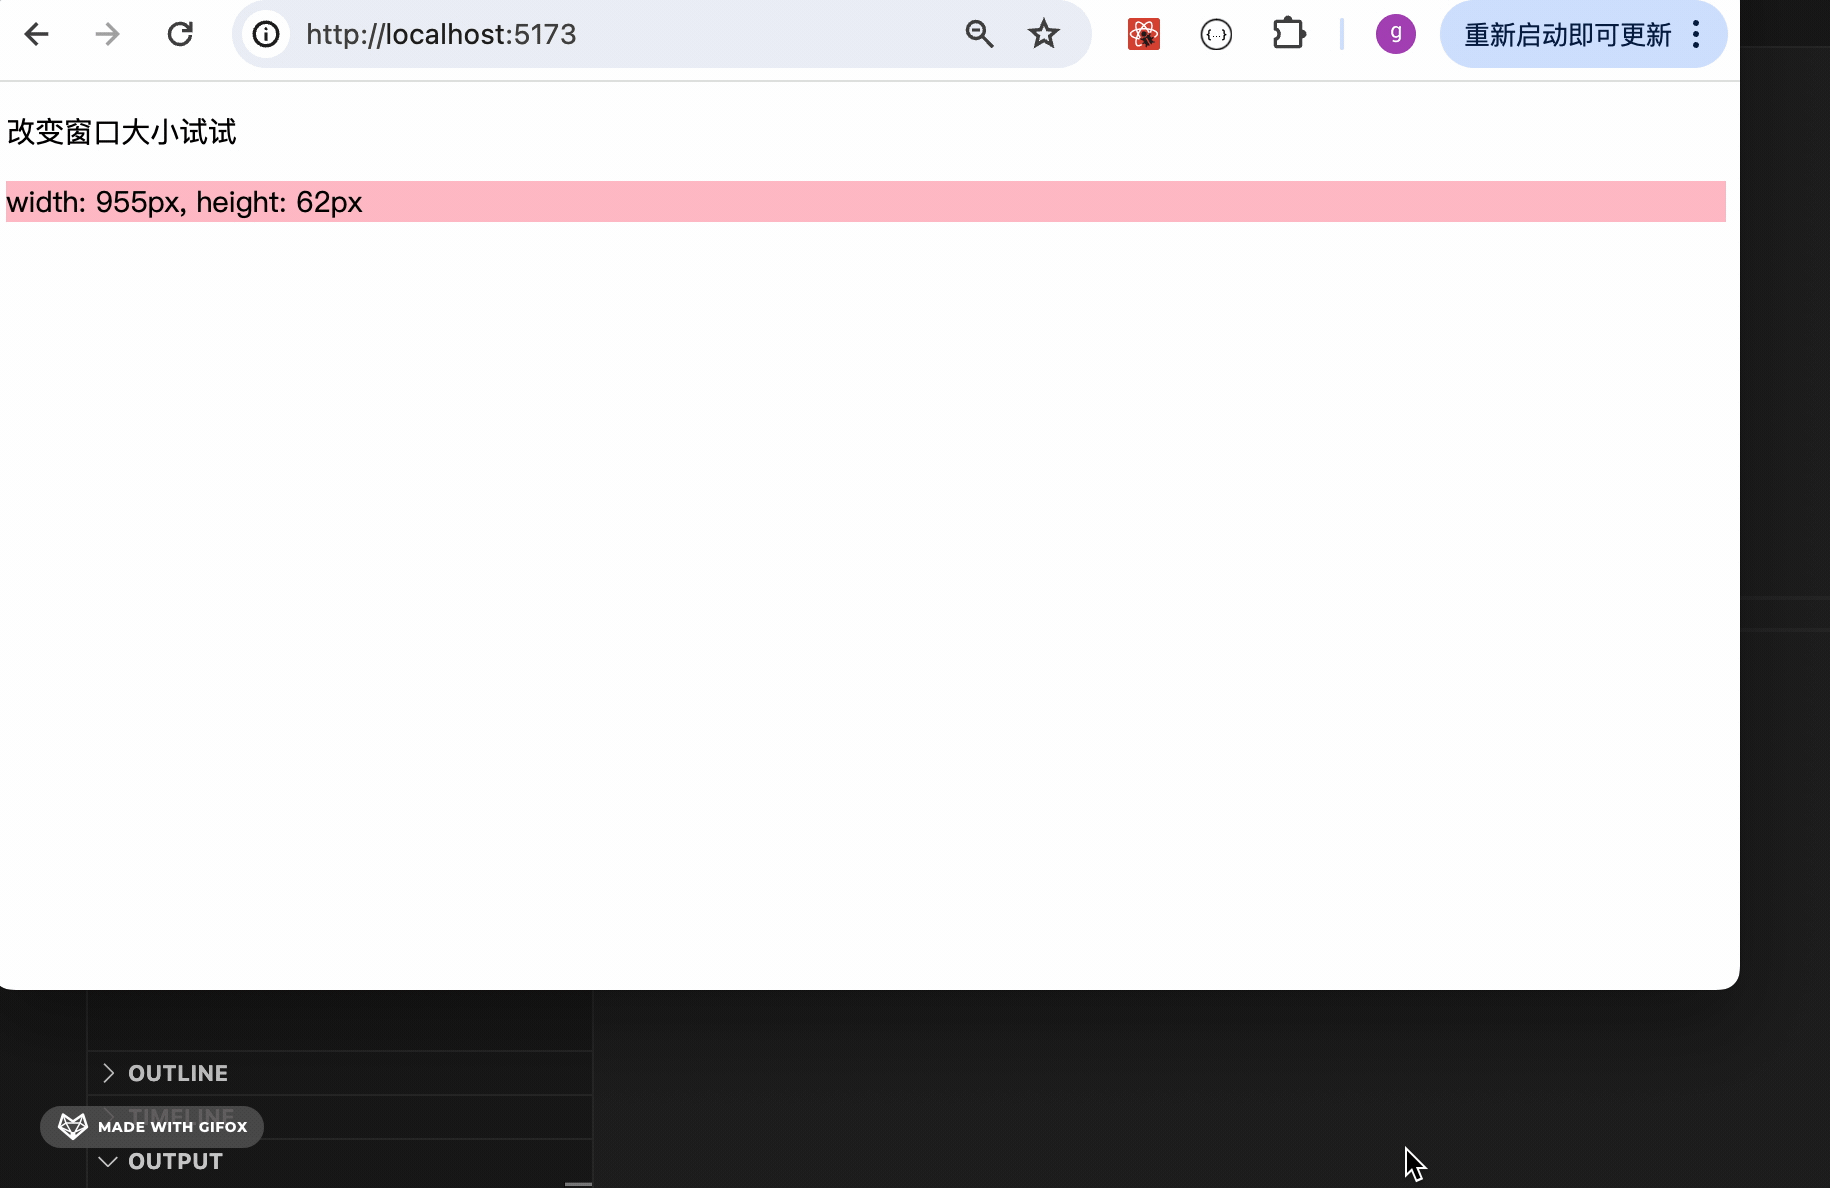 http://localhost:5173
{...}
g
重新启动即可更新
改变窗口大小试试
width: 955px, height: 62px
OUTLINE
TIMELINE
MADE WITH GIFOX
OUTPUT